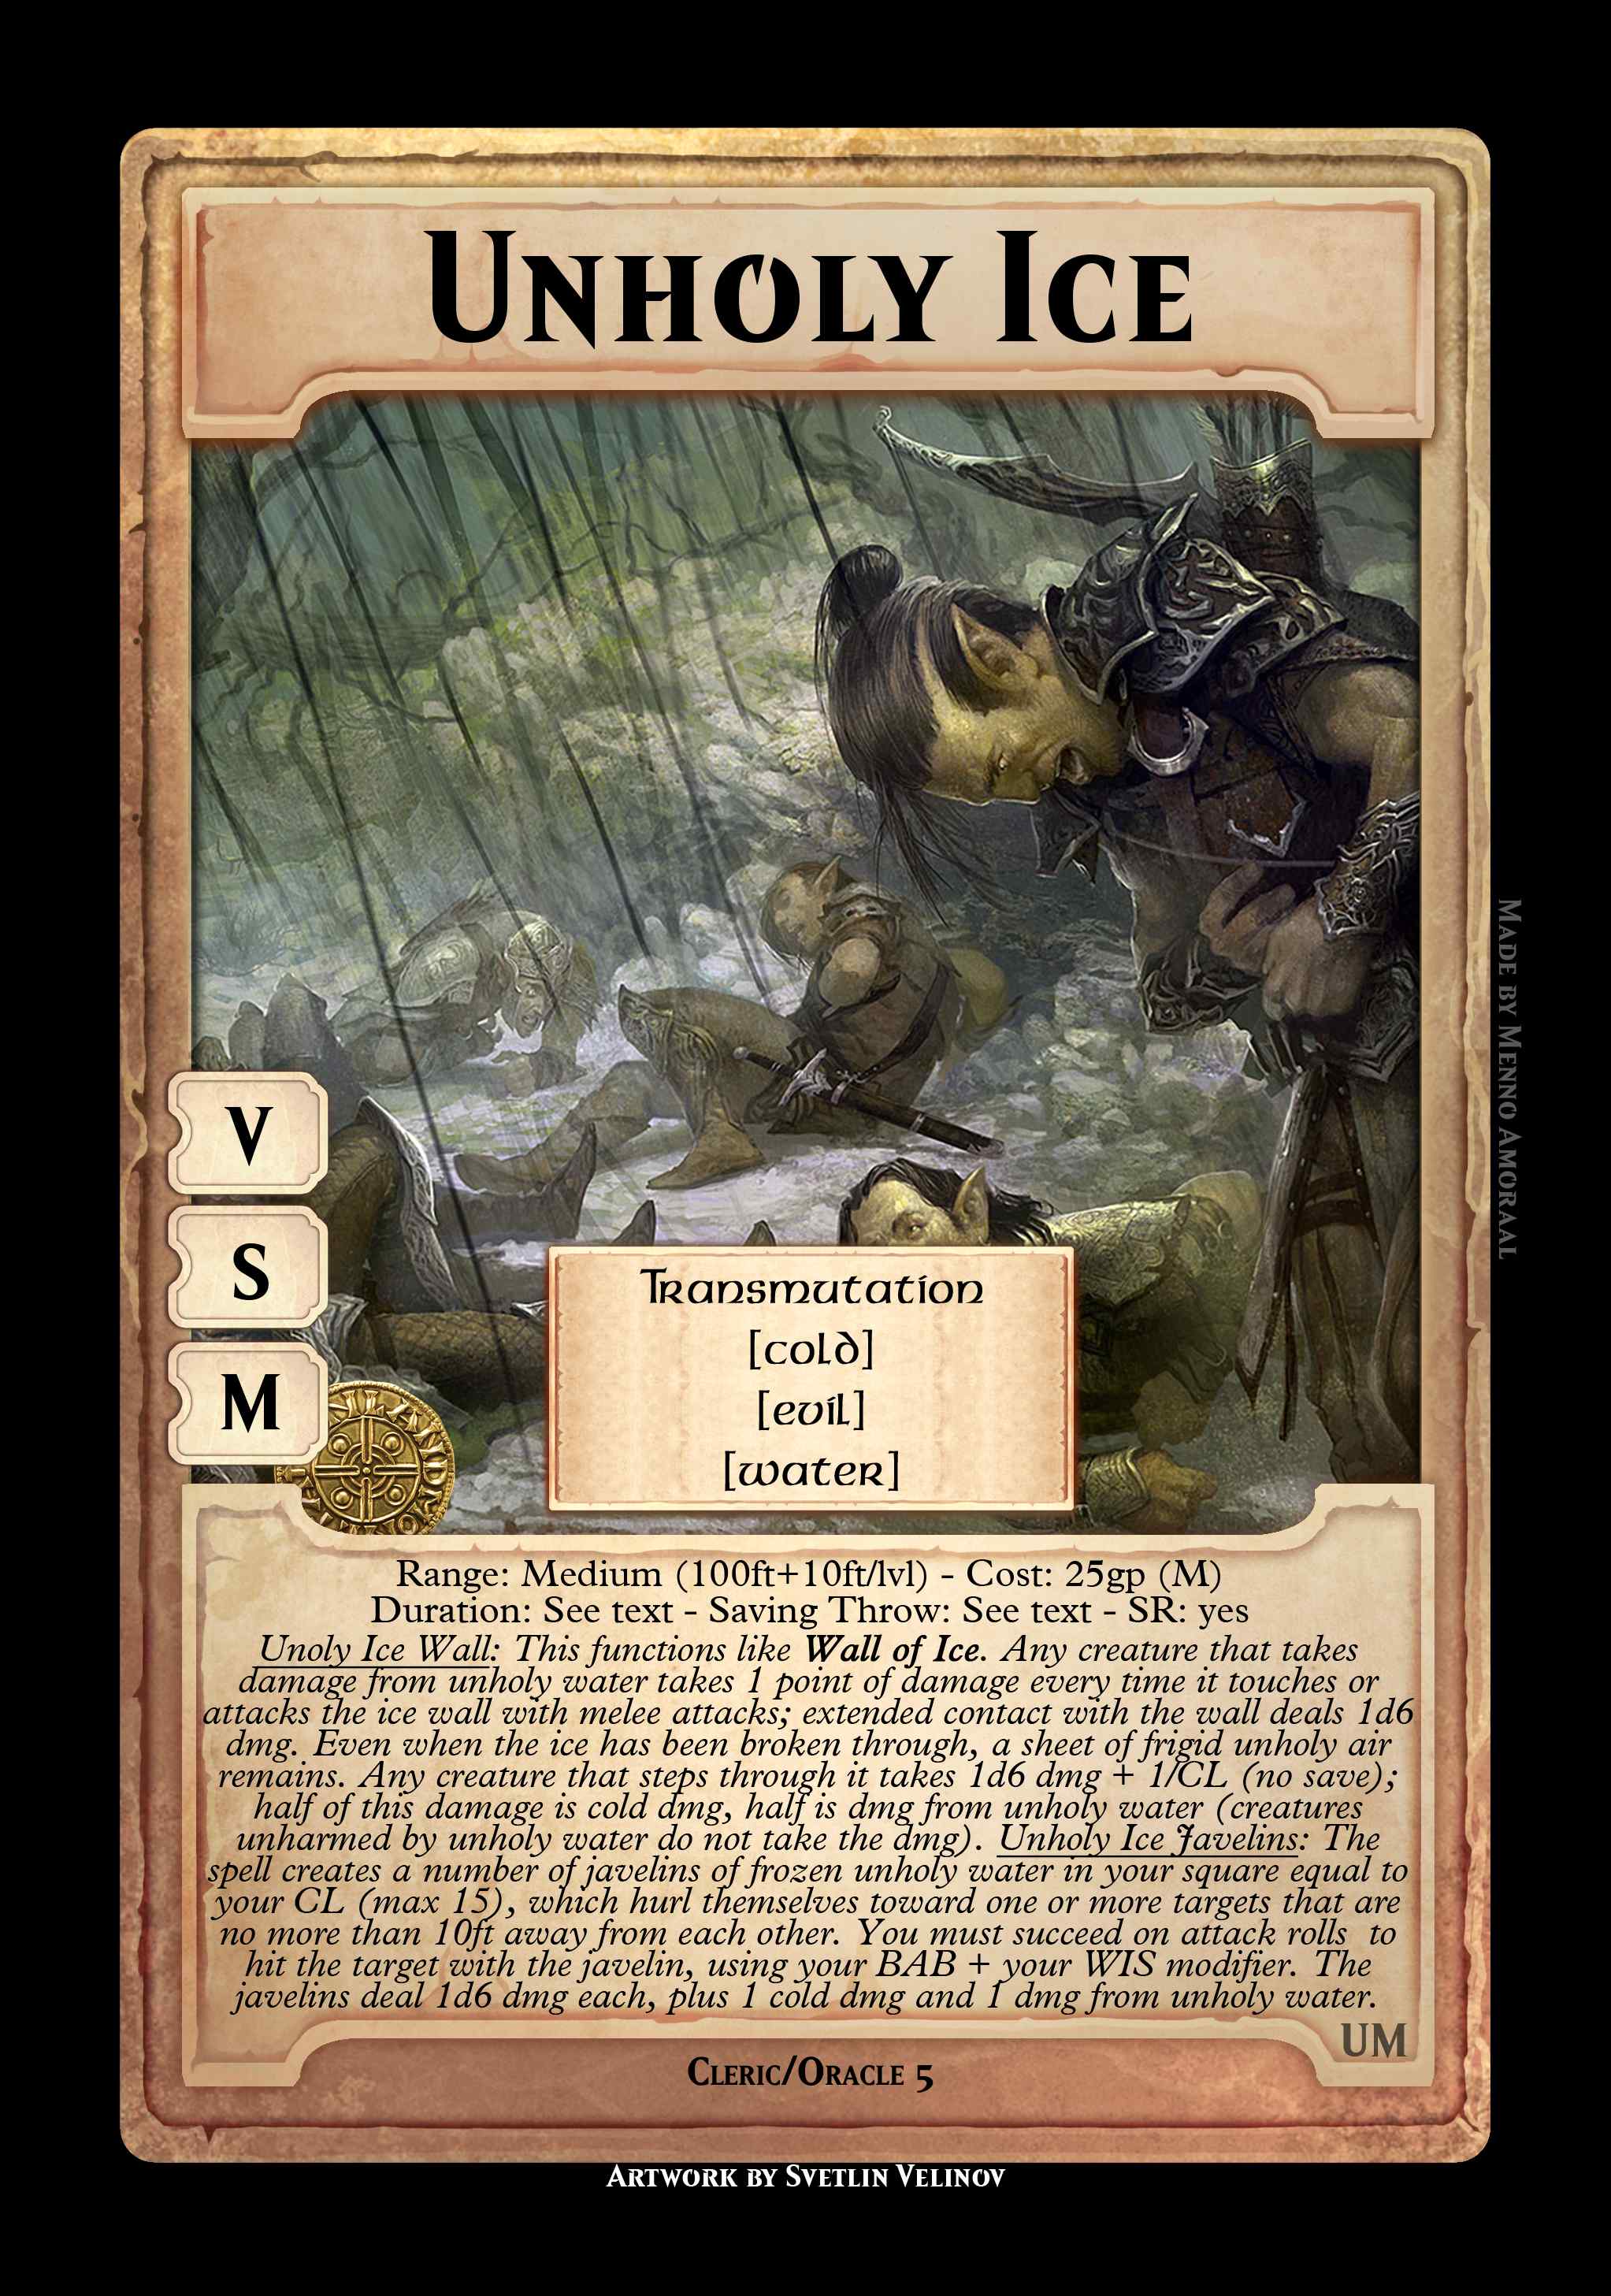 Unholy Ice
V
S
M
Transmutation
[cold]
[evil]
[water]
Range: Medium (100ft+10ft/lvl) - Cost: 25gp (M)
Duration: See text - Saving Throw: See text - SR: yes
Unoly Ice Wall: This functions like Wall of Ice. Any creature that takes
damage from unholy water takes 1 point of damage every time it touches or
attacks the ice wall with melee attacks; extended contact with the wall deals 1d6
dmg. Even when the ice has been broken through, a sheet of frigid unholy air
remains. Any creature that steps through it takes 1d6 dmg + 1/CL (no save);
half of this damage is cold dmg, half is dmg from unholy water (creatures
unharmed by unholy water do not take the dmg). Unholy Ice Javelins: The
spell creates a number of javelins of frozen unholy water in your square equal to
your CL (max 15), which hurl themselves toward one or more targets that are
no more than 10ft away from each other. You must succeed on attack rolls  to
hit the target with the javelin, using your BAB + your WIS modifier. The
javelins deal 1d6 dmg each, plus 1 cold dmg and 1 dmg from unholy water.
UM
Cleric/Oracle 5
Artwork by Svetlin Velinov
Made by Menno Amoraal